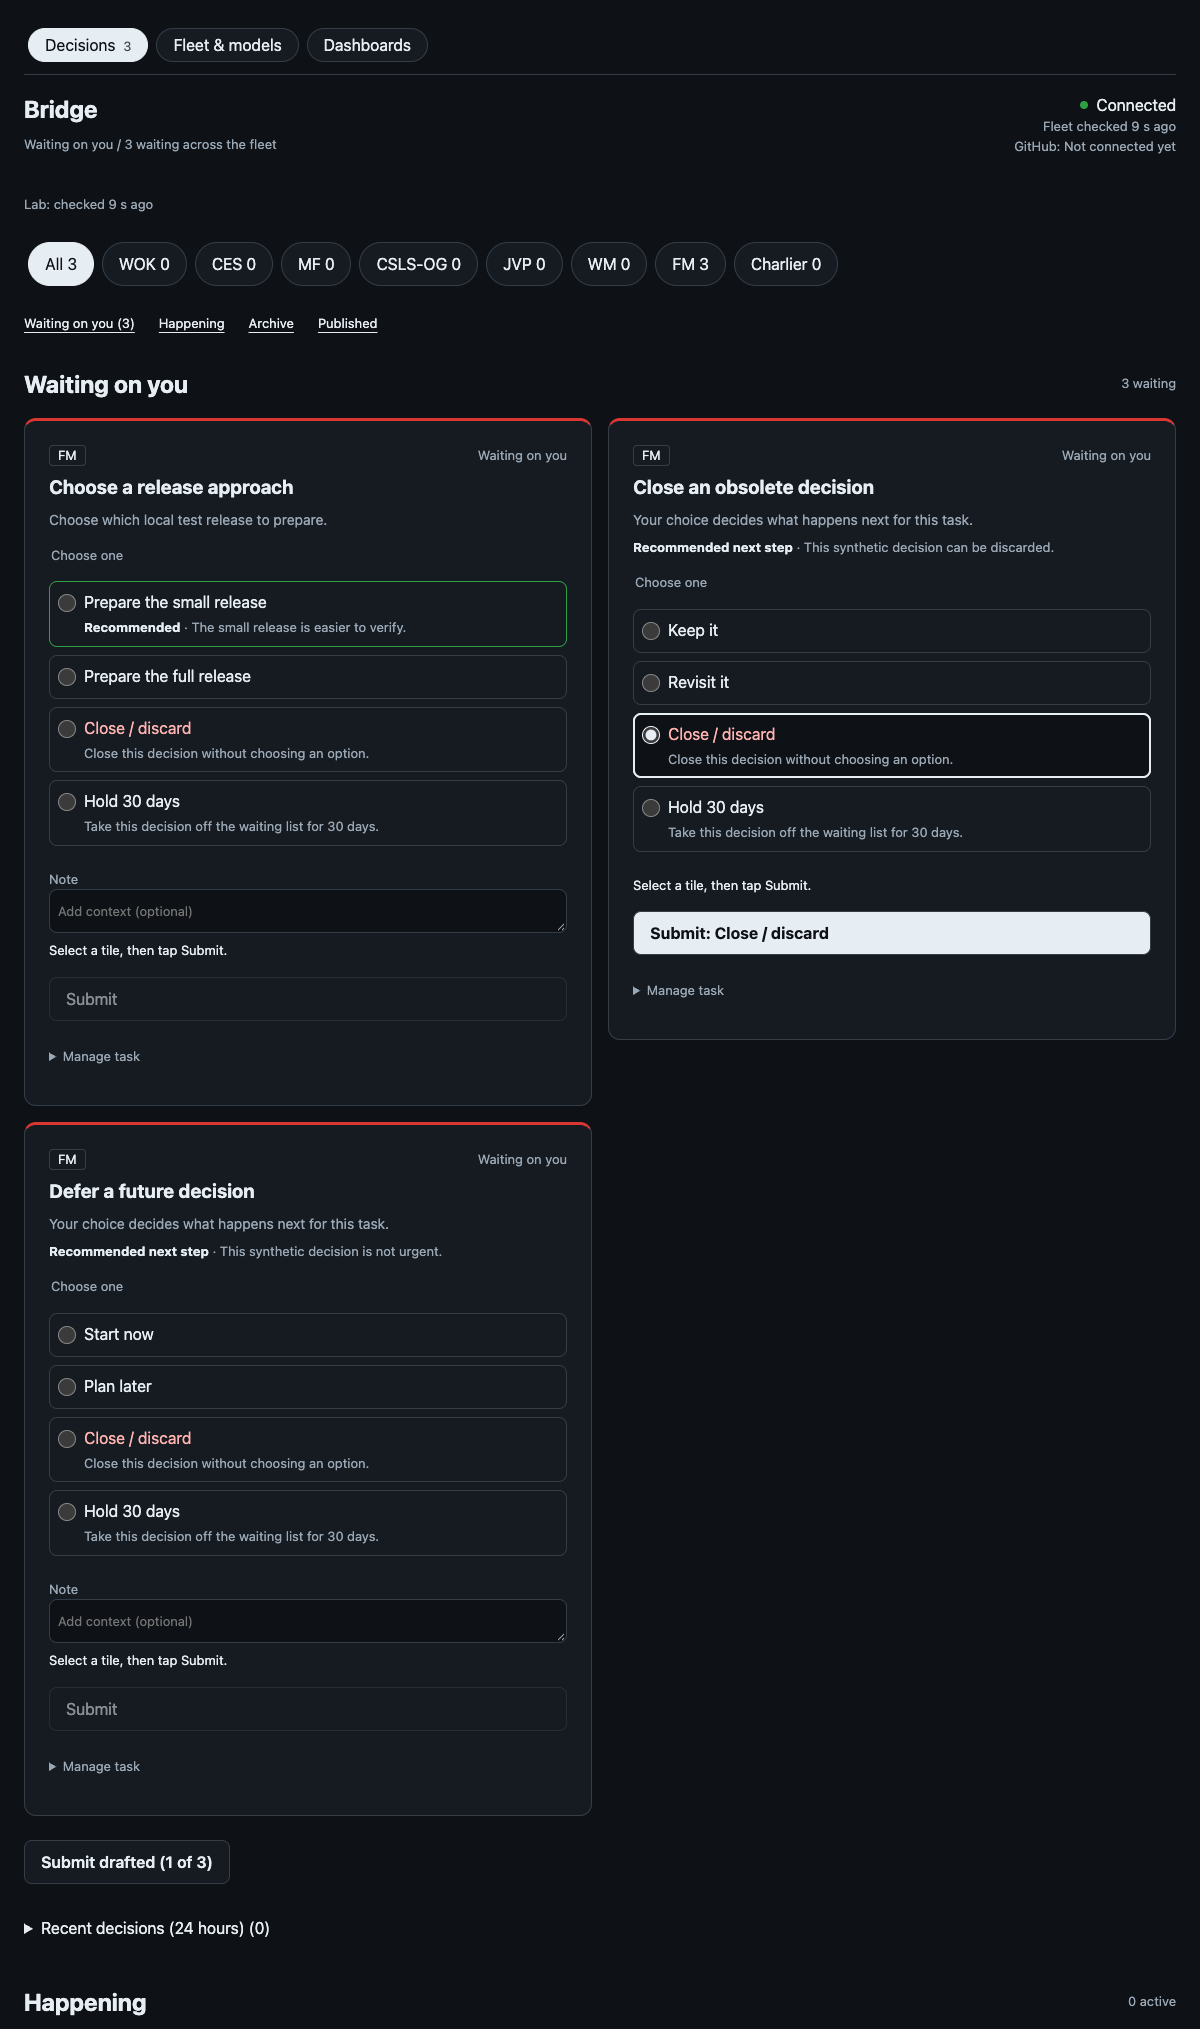 Decisions 3
Fleet & models
Dashboards
Bridge
Connected
Waiting on you / 3 waiting across the fleet
Fleet checked 9 s ago
GitHub: Not connected yet
Lab: checked 9 s ago
All 3
WOK 0
CES 0
MF 0
CSLS-OG 0
JVP 0
WM 0
FM 3
Charlier 0
Waiting on you (3)
Happening
Archive
Published
Waiting on you
3 waiting
FM
Waiting on you
Choose a release approach
Choose which local test release to prepare.
Choose one
Prepare the small release
Recommended · The small release is easier to verify.
Prepare the full release
Close / discard
Close this decision without choosing an option.
Hold 30 days
Take this decision off the waiting list for 30 days.
Note
Add context (optional)
Select a tile, then tap Submit.
Submit
Manage task
FM
Waiting on you
Close an obsolete decision
Your choice decides what happens next for this task.
Recommended next step · This synthetic decision can be discarded.
Choose one
Keep it
Revisit it
Close / discard
Close this decision without choosing an option.
Hold 30 days
Take this decision off the waiting list for 30 days.
Select a tile, then tap Submit.
Submit: Close / discard
Manage task
FM
Waiting on you
Defer a future decision
Your choice decides what happens next for this task.
Recommended next step · This synthetic decision is not urgent.
Choose one
Start now
Plan later
Close / discard
Close this decision without choosing an option.
Hold 30 days
Take this decision off the waiting list for 30 days.
Note
Add context (optional)
Select a tile, then tap Submit.
Submit
Manage task
Submit drafted (1 of 3)
Recent decisions (24 hours) (0)
Happening
0 active